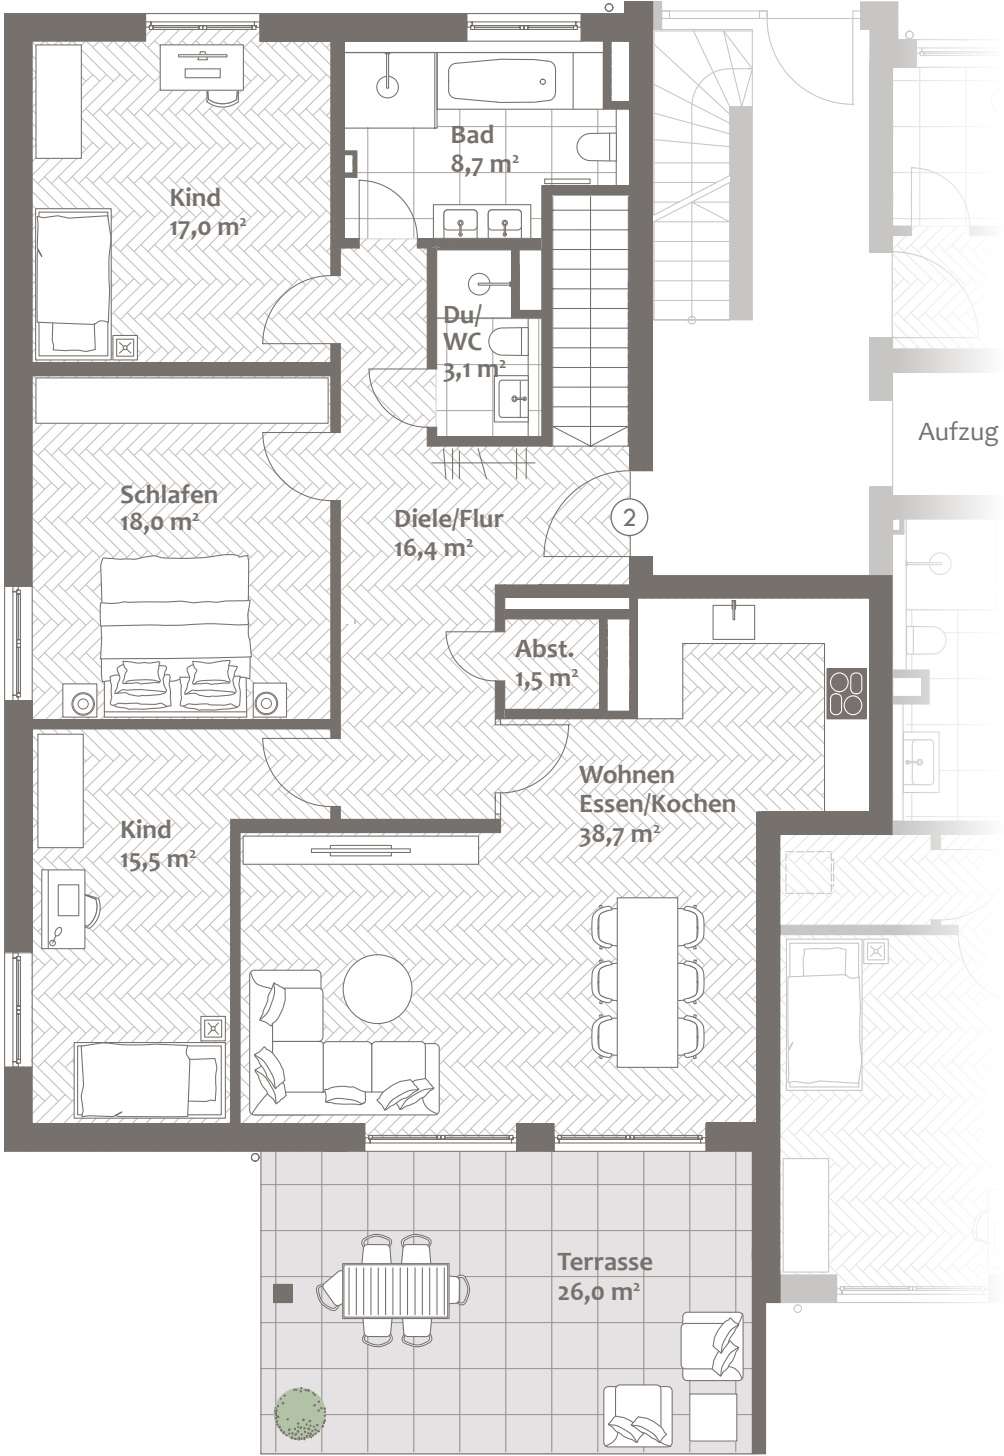 Bad
8,7 m²
Kind
17,0 m²
Du/
WC
3,1 m²
Aufzug
Schlafen
18,0 m²
Diele/Flur
16,4 m²
2
Abst.
1,5 m²
Wohnen
Essen/Kochen
38,7 m²
Kind
15,5 m²
Terrasse
26,0 m²